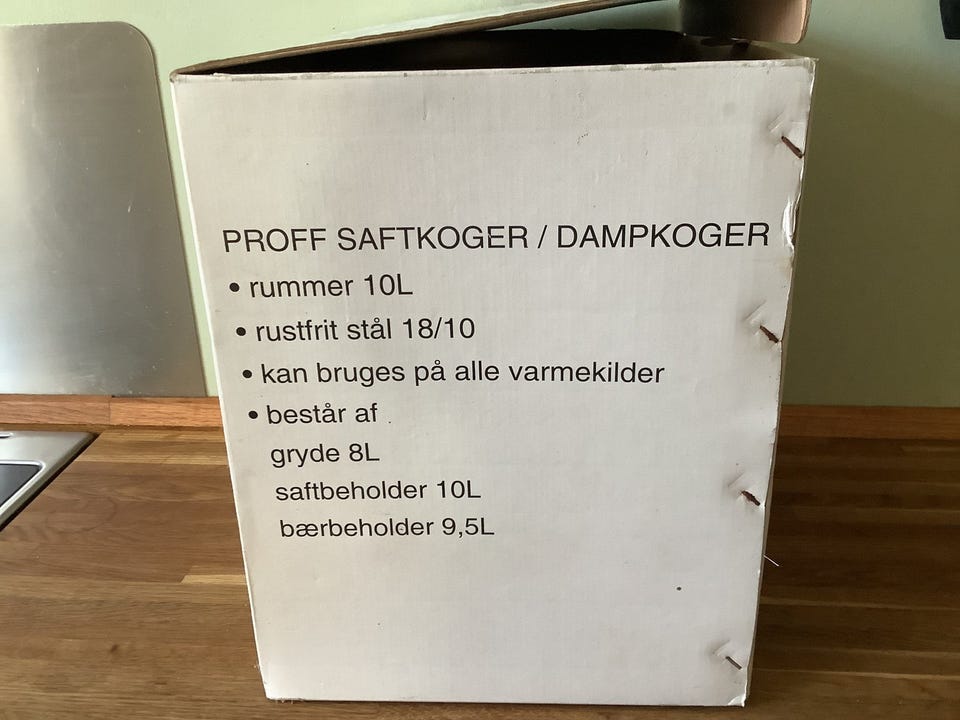 PROFF SAFTKOGER / DAMPKOGER
• rummer 10L
• rustfrit stål 18/10
• kan bruges på alle varmekilder
• består af
gryde 8L
saftbeholder 10L
bærbeholder 9,5L